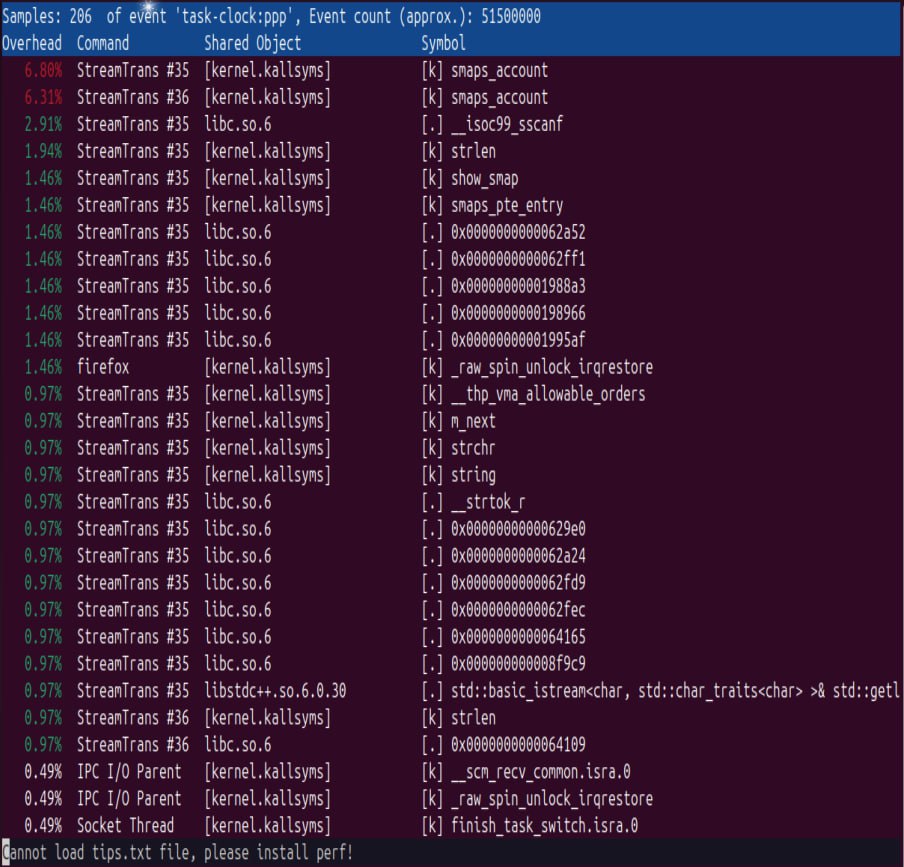 Samples: 206  of event 'task-clock:ppp', Event count (approx.): 51500000
Overhead  Command          Shared Object                Symbol
   6.80%  StreamTrans #35  [kernel.kallsyms]            [k] smaps_account
   6.31%  StreamTrans #36  [kernel.kallsyms]            [k] smaps_account
   2.91%  StreamTrans #35  libc.so.6                    [.] __isoc99_sscanf
   1.94%  StreamTrans #35  [kernel.kallsyms]            [k] strlen
   1.46%  StreamTrans #35  [kernel.kallsyms]            [k] show_smap
   1.46%  StreamTrans #35  [kernel.kallsyms]            [k] smaps_pte_entry
   1.46%  StreamTrans #35  libc.so.6                    [.] 0x0000000000062a52
   1.46%  StreamTrans #35  libc.so.6                    [.] 0x0000000000062ff1
   1.46%  StreamTrans #35  libc.so.6                    [.] 0x00000000001988a3
   1.46%  StreamTrans #35  libc.so.6                    [.] 0x0000000000198966
   1.46%  StreamTrans #35  libc.so.6                    [.] 0x00000000001995af
   1.46%  firefox          [kernel.kallsyms]            [k] _raw_spin_unlock_irqrestore
   0.97%  StreamTrans #35  [kernel.kallsyms]            [k] __thp_vma_allowable_orders
   0.97%  StreamTrans #35  [kernel.kallsyms]            [k] m_next
   0.97%  StreamTrans #35  [kernel.kallsyms]            [k] strchr
   0.97%  StreamTrans #35  [kernel.kallsyms]            [k] string
   0.97%  StreamTrans #35  libc.so.6                    [.] __strtok_r
   0.97%  StreamTrans #35  libc.so.6                    [.] 0x00000000000629e0
   0.97%  StreamTrans #35  libc.so.6                    [.] 0x0000000000062a24
   0.97%  StreamTrans #35  libc.so.6                    [.] 0x0000000000062fd9
   0.97%  StreamTrans #35  libc.so.6                    [.] 0x0000000000062fec
   0.97%  StreamTrans #35  libc.so.6                    [.] 0x0000000000064165
   0.97%  StreamTrans #35  libc.so.6                    [.] 0x000000000008f9c9
   0.97%  StreamTrans #35  libstdc++.so.6.0.30          [.] std::basic_istream<char, std::char_traits<char> >& std::getl
   0.97%  StreamTrans #36  [kernel.kallsyms]            [k] strlen
   0.97%  StreamTrans #36  libc.so.6                    [.] 0x0000000000064109
   0.49%  IPC I/O Parent   [kernel.kallsyms]            [k] __scm_recv_common.isra.0
   0.49%  IPC I/O Parent   [kernel.kallsyms]            [k] _raw_spin_unlock_irqrestore
   0.49%  Socket Thread    [kernel.kallsyms]            [k] finish_task_switch.isra.0
Cannot load tips.txt file, please install perf!